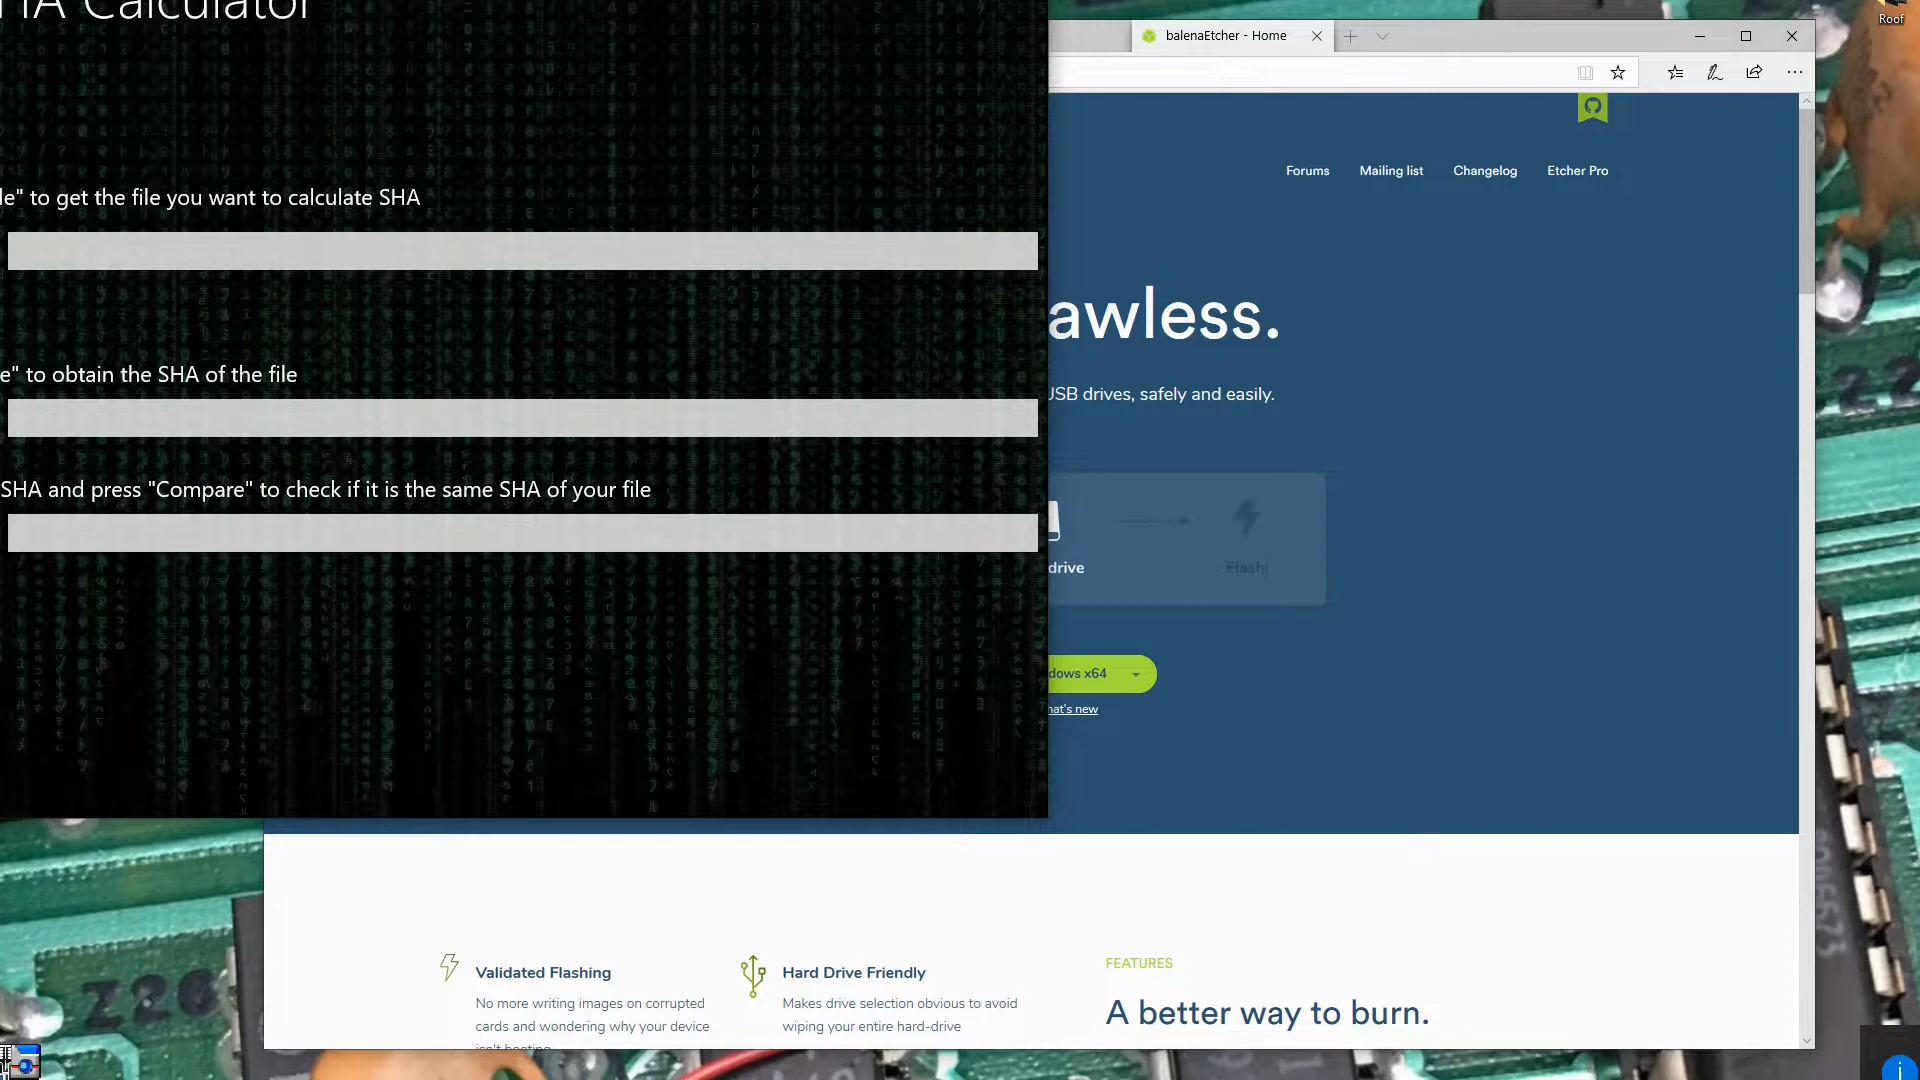 HA Calculator
le" to get the file you want to calculate SHA
e" to obtain the SHA of the file
SHA and press "Compare" to check if it is the same SHA of your file
balenaEtcher - Home
Forums Mailing list Changelog Etcher Pro
awless.
USB drives, safely and easily.
drive
Flash
dows x64
hat's new
Validated Flashing
No more writing images on corrupted
cards and wondering why your device
isn't booting
Hard Drive Friendly
Makes drive selection obvious to avoid
wiping your entire hard-drive
FEATURES
A better way to burn.
Roof
Z20